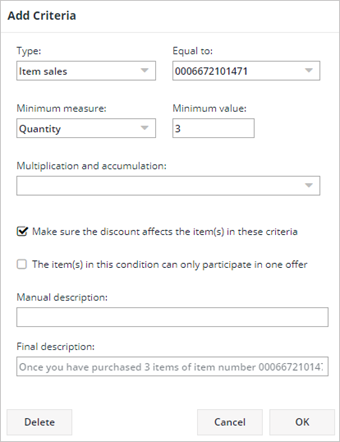 Add Criteria
Type: Equal to:
Item sales 0006672101471
Minimum measure: Minimum value:
Quantity 3
Multiplication and accumulation:
Make sure the discount affects the item(s) in these criteria
The item(s) in this condition can only participate in one offer
Manual description:
Final description:
Once you have purchased 3 items of item number 00066721014
Delete Cancel OK